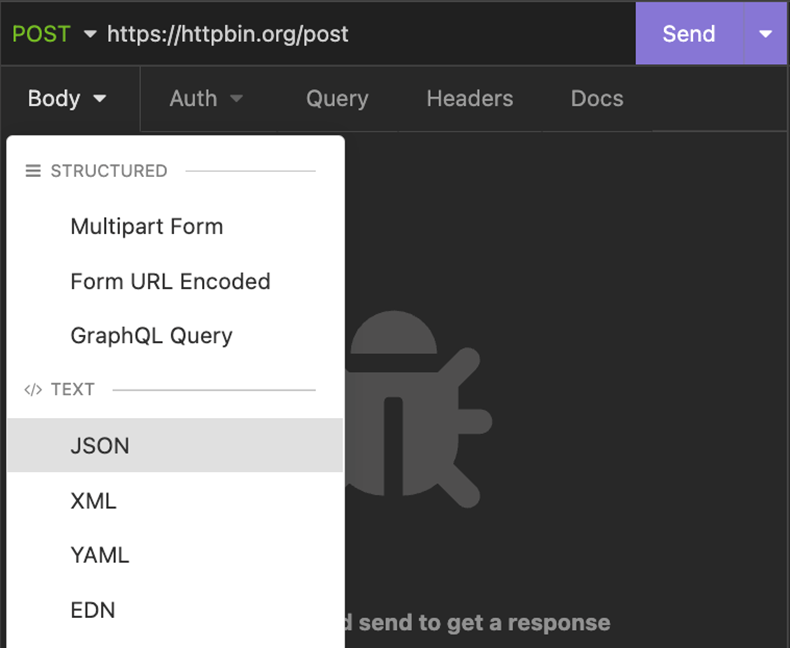 POST https://httpbin.org/post Send
Body Auth Query Headers Docs
STRUCTURED
Multipart Form
Form URL Encoded
GraphQL Query
</> TEXT
JSON
XML
YAML
EDN
send to get a response